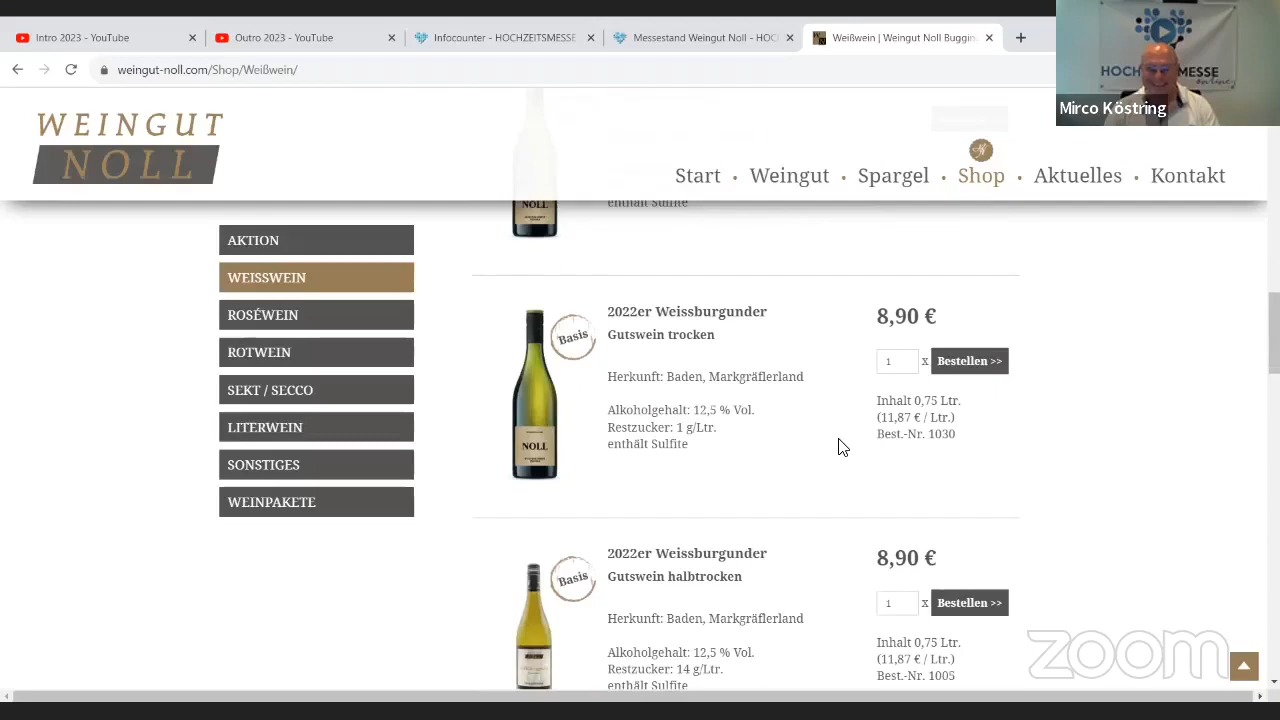 Intro 2023 - YouTube
Outro 2023 - YouTube
Infocounter - HOCHZEITSMESSE
Messestand Weingut Noll - HOC
Weißwein | Weingut Noll Buggin
weingut-noll.com/Shop/Weißwein/
HOCH MESSE
online
Mirco Köstring
WEINGUT
NOLL
Start • Weingut • Spargel • Shop • Aktuelles • Kontakt
NOLL
enthält Sulfite
AKTION
WEISSWEIN
ROSÉWEIN
ROTWEIN
SEKT / SECCO
LITERWEIN
SONSTIGES
WEINPAKETE
Basis
NOLL
2022er Weissburgunder
Gutswein trocken
Herkunft: Baden, Markgräflerland
Alkoholgehalt: 12,5 % Vol.
Restzucker: 1 g/Ltr.
enthält Sulfite
8,90 €
1 x Bestellen >>
Inhalt 0,75 Ltr.
(11,87 € / Ltr.)
Best.-Nr. 1030
Basis
2022er Weissburgunder
Gutswein halbtrocken
Herkunft: Baden, Markgräflerland
Alkoholgehalt: 12,5 % Vol.
Restzucker: 14 g/Ltr.
enthält Sulfite
8,90 €
1 x Bestellen >>
Inhalt 0,75 Ltr.
(11,87 € / Ltr.)
Best.-Nr. 1005
zoom